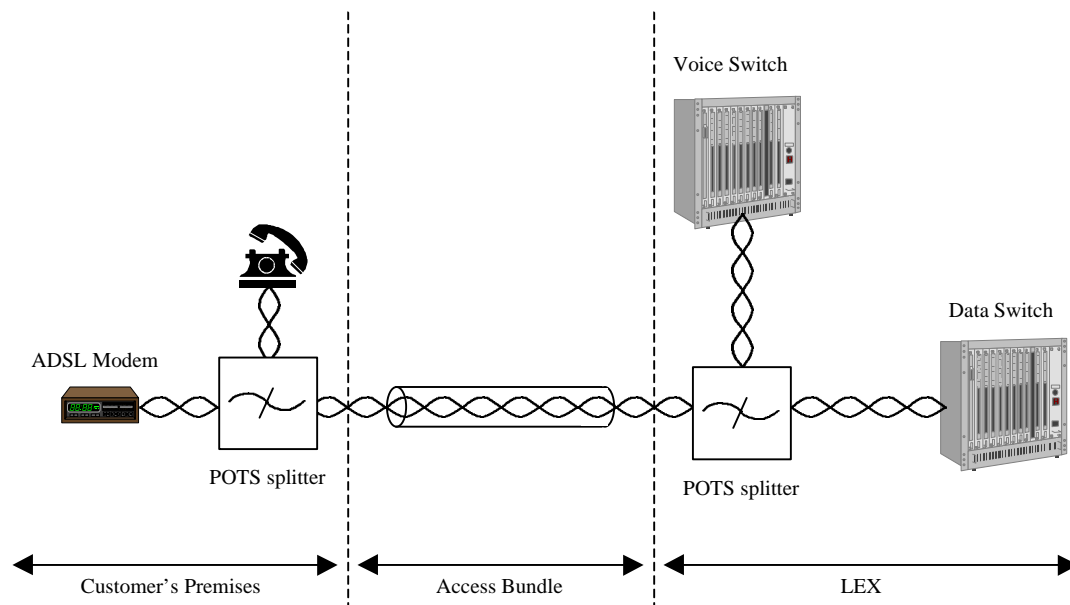 Voice Switch
Data Switch
ADSL Modem
POTS splitter
POTS splitter
Customer's Premises
Access Bundle
LEX